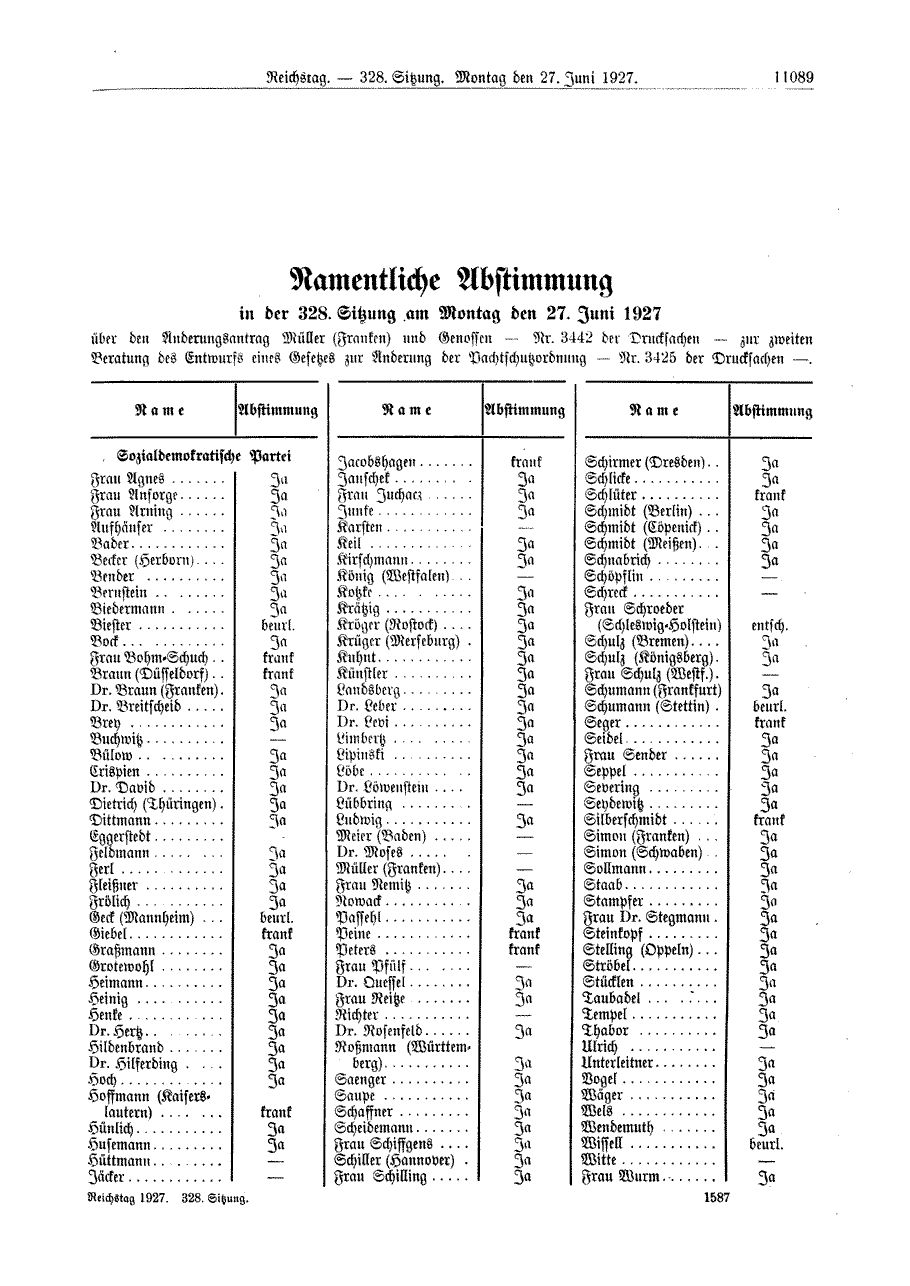 Reichstag. — 328. Sitzung. Montag den 27. Juni 1927. 11089
Namentliche Abstimmung
in der 328. Sitzung am Montag den 27. Juni 1927
über den Änderungsantrag Müller (Franken) und Genossen — Nr. 3442 der Drucksachen — zur zweiten
Beratung des Entwurfs eines Gesetzes zur Änderung der Pachtschutzordnung — Nr. 3425 der Drucksachen —.
Name Abstimmung
Sozialdemokratische Partei
Frau Agnes ....... Ja
Frau Ansorge ...... Ja
Frau Arning ...... Ja
Aufhäuser ........ Ja
Bader ............ Ja
Becker (Herborn) .... Ja
Bender .......... Ja
Bernstein ........ Ja
Biedermann ....... Ja
Biester ........... beurl.
Bock ............ Ja
Frau Bohm-Schuch .. krank
Braun (Düsseldorf) .. krank
Dr. Braun (Franken) . Ja
Dr. Breitscheid ..... Ja
Brey ............ Ja
Buchwitz .......... —
Bülow ........... Ja
Crispien .......... Ja
Dr. David ........ Ja
Dietrich (Thüringen) . Ja
Dittmann .......... Ja
Eggerstedt ......... -
Feldmann ......... Ja
Ferl ............ Ja
Fleißner .......... Ja
Frölich ........... Ja
Geck (Mannheim) ... beurl.
Giebel ............ krank
Graßmann ........ Ja
Grotewohl ........ Ja
Heimann .......... Ja
Heinig ........... Ja
Henke ............ Ja
Dr. Hertz ......... Ja
Hildenbrand ....... Ja
Dr. Hilferding ..... Ja
Hoch ............ Ja
Hoffmann (Kaisers-
lautern) ........ krank
Hünlich ........... Ja
Husemann ......... Ja
Hüttmann ......... —
Jäcker ............ —
Name Abstimmung
Jacobshagen ....... krank
Janschek .......... Ja
Frau Juchacz ...... Ja
Junke ............ Ja
Karsten ........... —
Keil ............. Ja
Kirschmann ........ Ja
König (Westfalen) ... —
Kotzke ........... Ja
Krätzig ........... Ja
Kröger (Rostock) .... Ja
Krüger (Merseburg) . Ja
Kuhnt ............ Ja
Künstler .......... Ja
Landsberg ......... Ja
Dr. Leber ......... Ja
Dr. Levi .......... Ja
Limbertz .......... Ja
Lipinski .......... Ja
Löbe ............. Ja
Dr. Löwenstein .... Ja
Lübbring ......... —
Ludwig ........... Ja
Meier (Baden) ..... —
Dr. Moses ........ —
Müller (Franken) .... —
Frau Nemitz ....... Ja
Nowack ........... Ja
Passehl ........... Ja
Peine ............ krank
Peters ............ krank
Frau Pfülf ........ —
Dr. Quessel ........ Ja
Frau Reitze ....... Ja
Richter ........... —
Dr. Rosenfeld ...... Ja
Roßmann (Württem-
berg) ........... Ja
Saenger ........... Ja
Saupe ............ Ja
Schaffner ......... Ja
Scheidemann ....... Ja
Frau Schiffgens .... Ja
Schiller (Hannover) . Ja
Frau Schilling ..... Ja
Name Abstimmung
Schirmer (Dresden) .. Ja
Schlicke ........... Ja
Schlüter .......... krank
Schmidt (Berlin) ... Ja
Schmidt (Cöpenick) .. Ja
Schmidt (Meißen) ... Ja
Schnabrich ........ Ja
Schöpflin ......... —
Schreck ........... —
Frau Schroeder
(Schleswig-Holstein) entsch.
Schulz (Bremen) .... Ja
Schulz (Königsberg) . Ja
Frau Schulz (Westf.) . —
Schumann (Frankfurt) Ja
Schumann (Stettin) . beurl.
Seger ............ krank
Seidel ............ Ja
Frau Sender ...... Ja
Seppel ........... Ja
Severing ......... Ja
Seydewitz ......... Ja
Silberschmidt ...... krank
Simon (Franken) ... Ja
Simon (Schwaben) .. Ja
Sollmann .......... Ja
Staab ............ Ja
Stampfer ......... Ja
Frau Dr. Stegmann . Ja
Steinkopf ......... Ja
Stelling (Oppeln) ... Ja
Ströbel ........... Ja
Stücklen .......... Ja
Taubadel ......... Ja
Tempel ........... Ja
Thabor .......... Ja
Ulrich ........... —
Unterleitner ........ Ja
Vogel ............ Ja
Wäger ........... Ja
Wels ............ Ja
Wendemuth ....... Ja
Wissell ........... beurl.
Witte ............ —
Frau Wurm ....... Ja
Reichstag 1927. 328. Sitzung. 1587